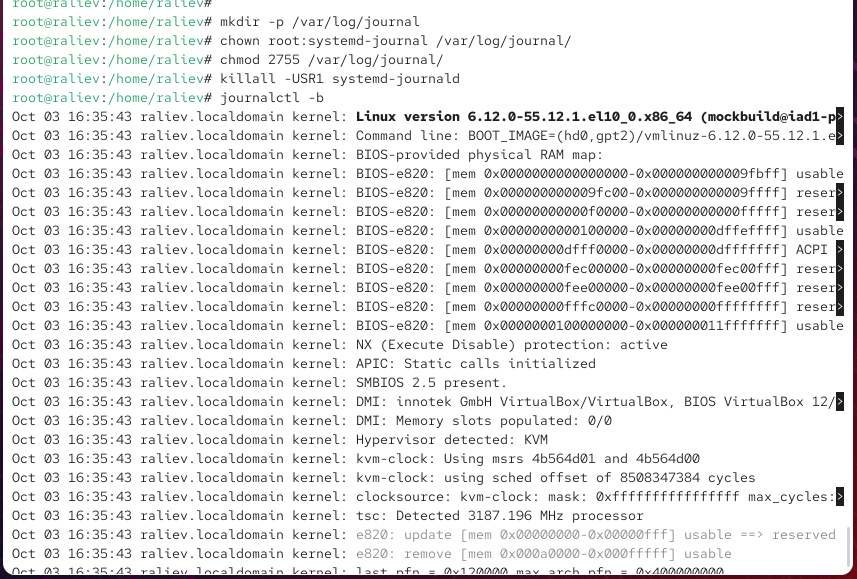 root@raliev:/home/raliev#
root@raliev:/home/raliev# mkdir -p /var/log/journal
root@raliev:/home/raliev# chown root:systemd-journal /var/log/journal/
root@raliev:/home/raliev# chmod 2755 /var/log/journal/
root@raliev:/home/raliev# killall -USR1 systemd-journald
root@raliev:/home/raliev# journalctl -b
Oct 03 16:35:43 raliev.localdomain kernel: Linux version 6.12.0-55.12.1.el10_0.x86_64 (mockbuild@iad1-p>
Oct 03 16:35:43 raliev.localdomain kernel: Command line: BOOT_IMAGE=(hd0,gpt2)/vmlinuz-6.12.0-55.12.1.e>
Oct 03 16:35:43 raliev.localdomain kernel: BIOS-provided physical RAM map:
Oct 03 16:35:43 raliev.localdomain kernel: BIOS-e820: [mem 0x0000000000000000-0x000000000009fbff] usable
Oct 03 16:35:43 raliev.localdomain kernel: BIOS-e820: [mem 0x000000000009fc00-0x000000000009ffff] reser>
Oct 03 16:35:43 raliev.localdomain kernel: BIOS-e820: [mem 0x00000000000f0000-0x00000000000fffff] reser>
Oct 03 16:35:43 raliev.localdomain kernel: BIOS-e820: [mem 0x0000000000100000-0x00000000dffeffff] usable
Oct 03 16:35:43 raliev.localdomain kernel: BIOS-e820: [mem 0x00000000dfff0000-0x00000000dfffffff] ACPI >
Oct 03 16:35:43 raliev.localdomain kernel: BIOS-e820: [mem 0x00000000fec00000-0x00000000fec00fff] reser>
Oct 03 16:35:43 raliev.localdomain kernel: BIOS-e820: [mem 0x00000000fee00000-0x00000000fee00fff] reser>
Oct 03 16:35:43 raliev.localdomain kernel: BIOS-e820: [mem 0x00000000fffc0000-0x00000000ffffffff] reser>
Oct 03 16:35:43 raliev.localdomain kernel: BIOS-e820: [mem 0x0000000100000000-0x000000011fffffff] usable
Oct 03 16:35:43 raliev.localdomain kernel: NX (Execute Disable) protection: active
Oct 03 16:35:43 raliev.localdomain kernel: APIC: Static calls initialized
Oct 03 16:35:43 raliev.localdomain kernel: SMBIOS 2.5 present.
Oct 03 16:35:43 raliev.localdomain kernel: DMI: innotek GmbH VirtualBox/VirtualBox, BIOS VirtualBox 12/>
Oct 03 16:35:43 raliev.localdomain kernel: DMI: Memory slots populated: 0/0
Oct 03 16:35:43 raliev.localdomain kernel: Hypervisor detected: KVM
Oct 03 16:35:43 raliev.localdomain kernel: kvm-clock: Using msrs 4b564d01 and 4b564d00
Oct 03 16:35:43 raliev.localdomain kernel: kvm-clock: using sched offset of 8508347384 cycles
Oct 03 16:35:43 raliev.localdomain kernel: clocksource: kvm-clock: mask: 0xffffffffffffffff max_cycles:>
Oct 03 16:35:43 raliev.localdomain kernel: tsc: Detected 3187.196 MHz processor
Oct 03 16:35:43 raliev.localdomain kernel: e820: update [mem 0x00000000-0x00000fff] usable ==> reserved
Oct 03 16:35:43 raliev.localdomain kernel: e820: remove [mem 0x000a0000-0x000fffff] usable
Oct 03 16:35:43 raliev.localdomain kernel: last_pfn = 0x120000 max_arch_pfn = 0x400000000